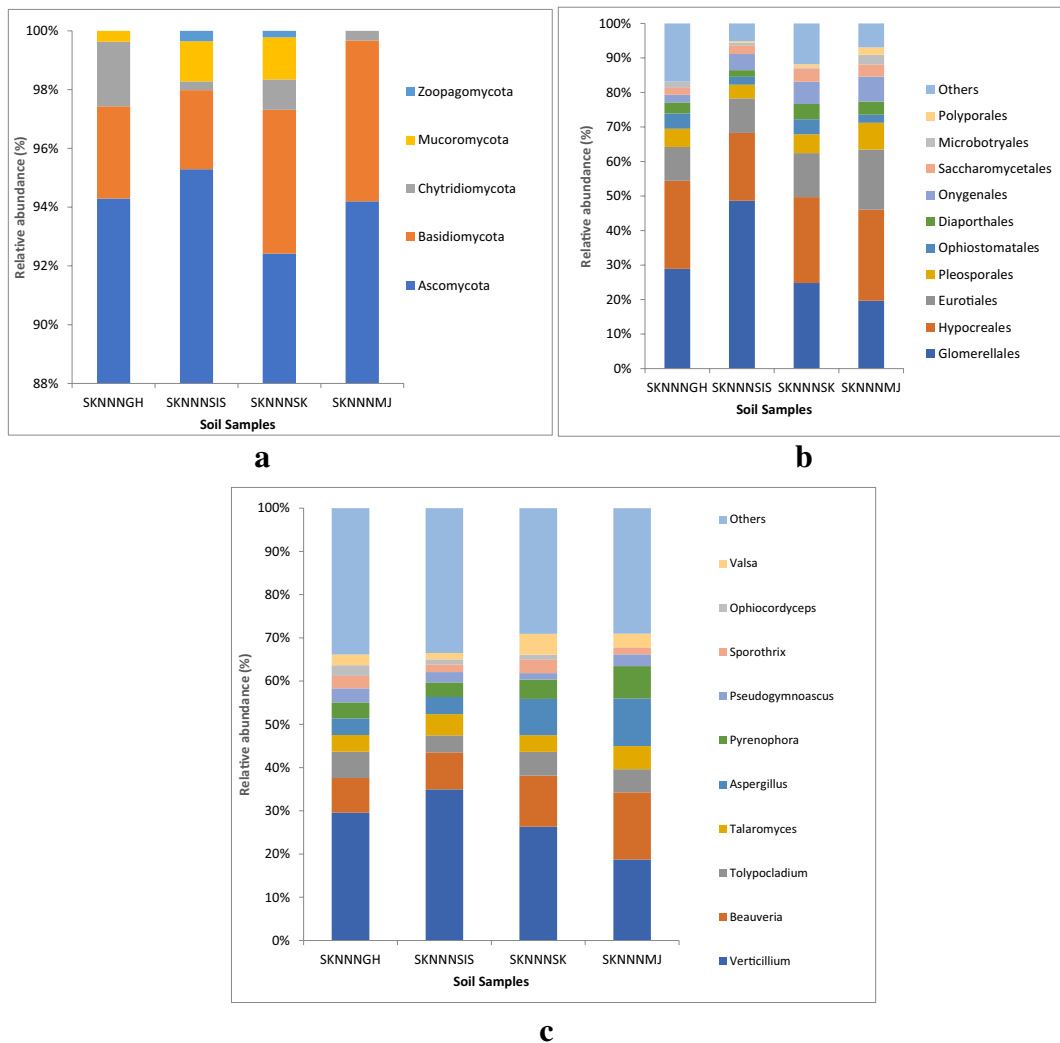 Relative abundance (%)
100%
98%
96%
94%
92%
90%
88%
SKNNNGH SKNNNSIS SKNNNSK SKNNNMJ
Soil Samples
Zoopagomycota
Mucoromycota
Chytridiomycota
Basidiomycota
Ascomycota
a
Relative abundance (%)
100%
90%
80%
70%
60%
50%
40%
30%
20%
10%
0%
SKNNNGH SKNNNSIS SKNNNSK SKNNNMJ
Soil Samples
Others
Polyporales
Microbotryales
Saccharomycetales
Onygenales
Diaporthales
Ophiostomatales
Pleosporales
Eurotiales
Hypocreales
Glomerellales
b
Relative abundance (%)
100%
90%
80%
70%
60%
50%
40%
30%
20%
10%
0%
SKNNNGH SKNNNSIS SKNNNSK SKNNNMJ
Soil Samples
Others
Valsa
Ophiocordyceps
Sporothrix
Pseudogymnoascus
Pyrenophora
Aspergillus
Talaromyces
Tolypocladium
Beauveria
Verticillium
c